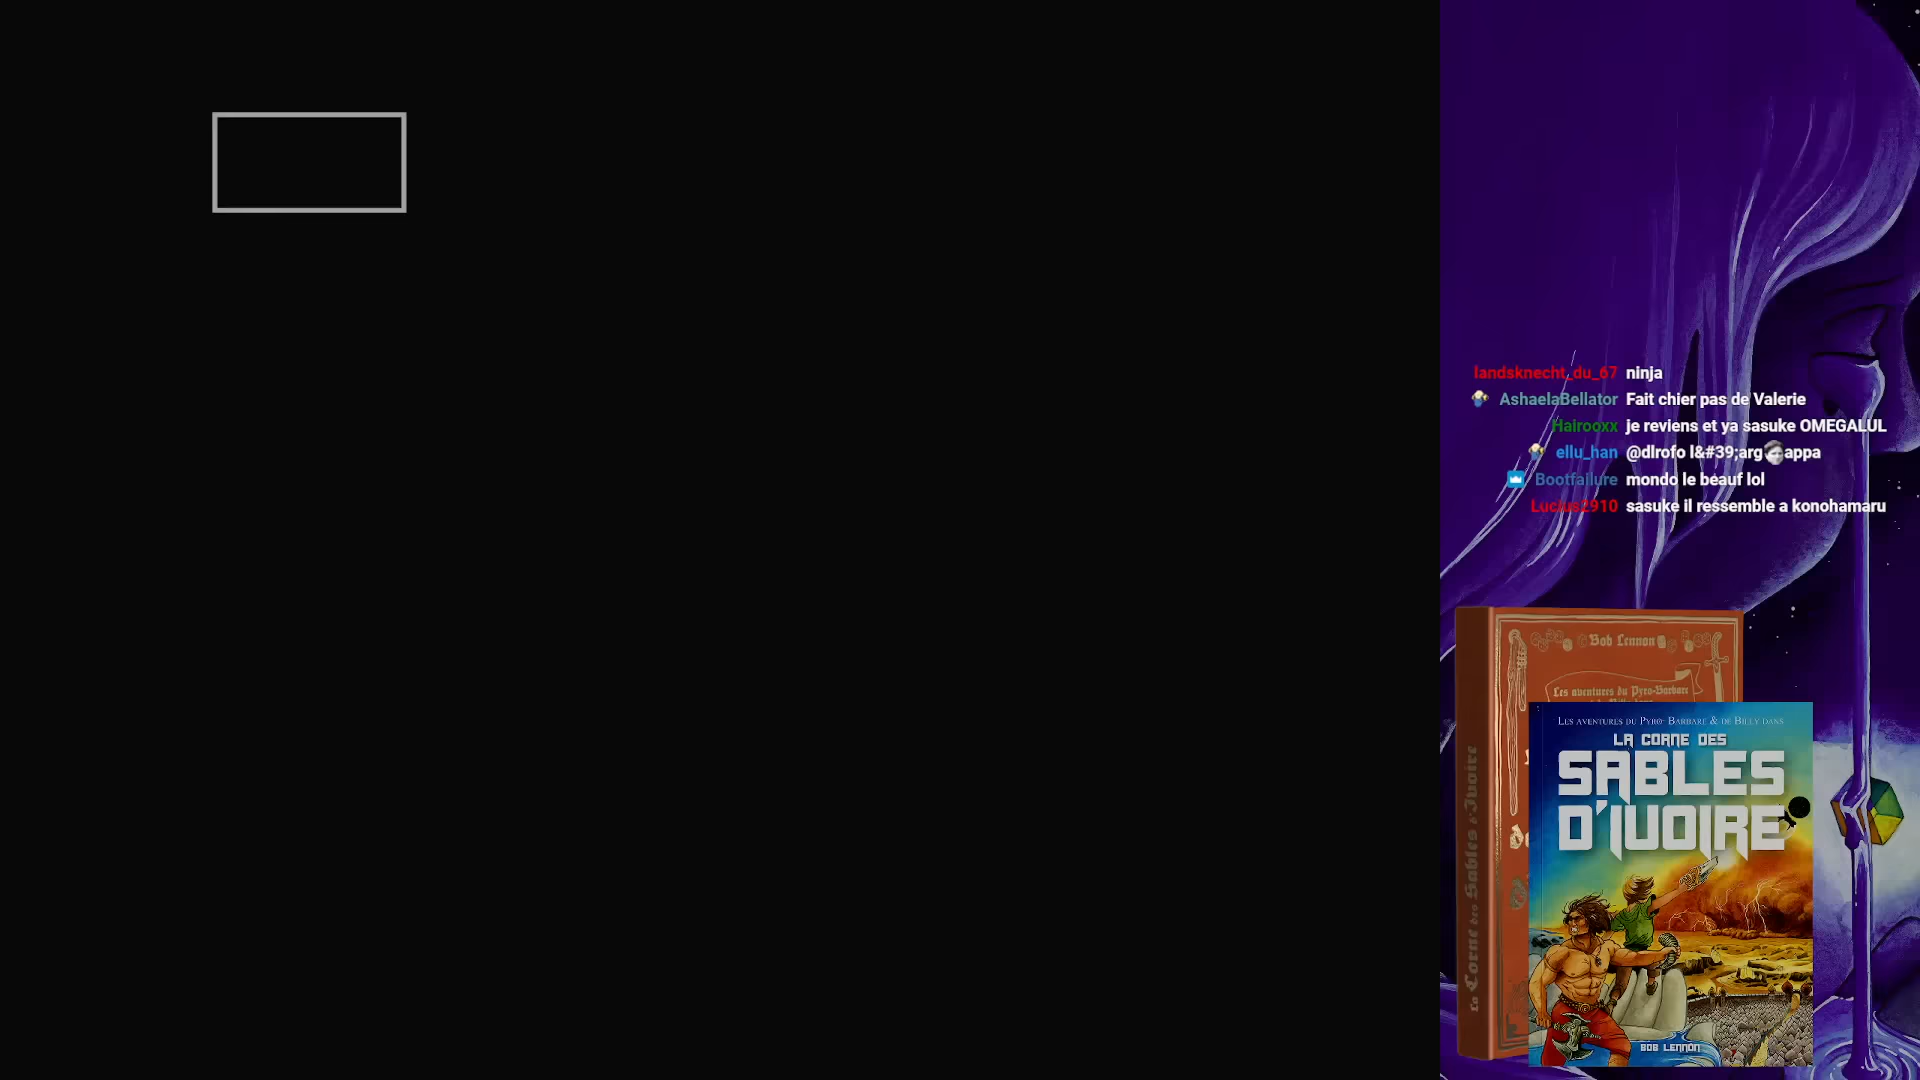 landsknecht_du_67 ninja
AshaelaBellator Fait chier pas de Valerie
Hairooxx je reviens et ya sasuke OMEGALUL
ellu_han @dlrofo l&#39;arg appa
Bootfailure mondo le beauf lol
Lucius2910 sasuke il ressemble a konohamaru
Bob Lennon
Les aventures du Pyro-Barbare
La Corne des Sables d'Ivoire
LES AVENTURES DU PYRO-BARBARE & DE BILLY DANS
LA CORNE DES
SABLES
D'IVOIRE
BOB LENNON